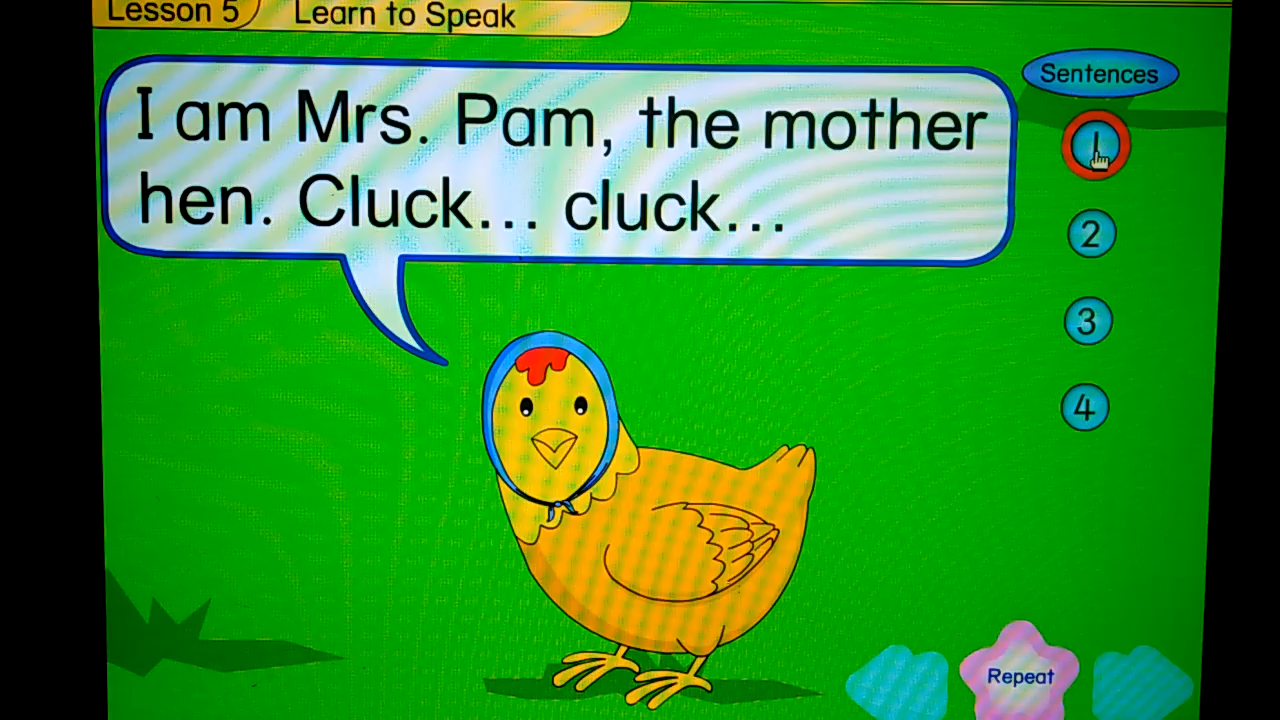 Lesson 5 Learn to Speak
I am Mrs. Pam, the mother
hen. Cluck... cluck...
Sentences
1
2
3
4
Repeat